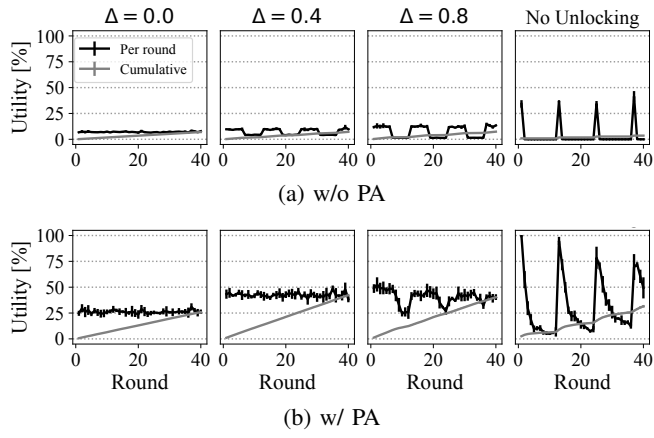 Δ = 0.0 Δ = 0.4 Δ = 0.8 No Unlocking
Utility [%]
100
75
50
25
0
Per round
Cumulative
0 20 40 0 20 40 0 20 40 0 20 40
(a) w/o PA
Utility [%]
100
75
50
25
0
0 20 40 0 20 40 0 20 40 0 20 40
Round Round Round Round
(b) w/ PA